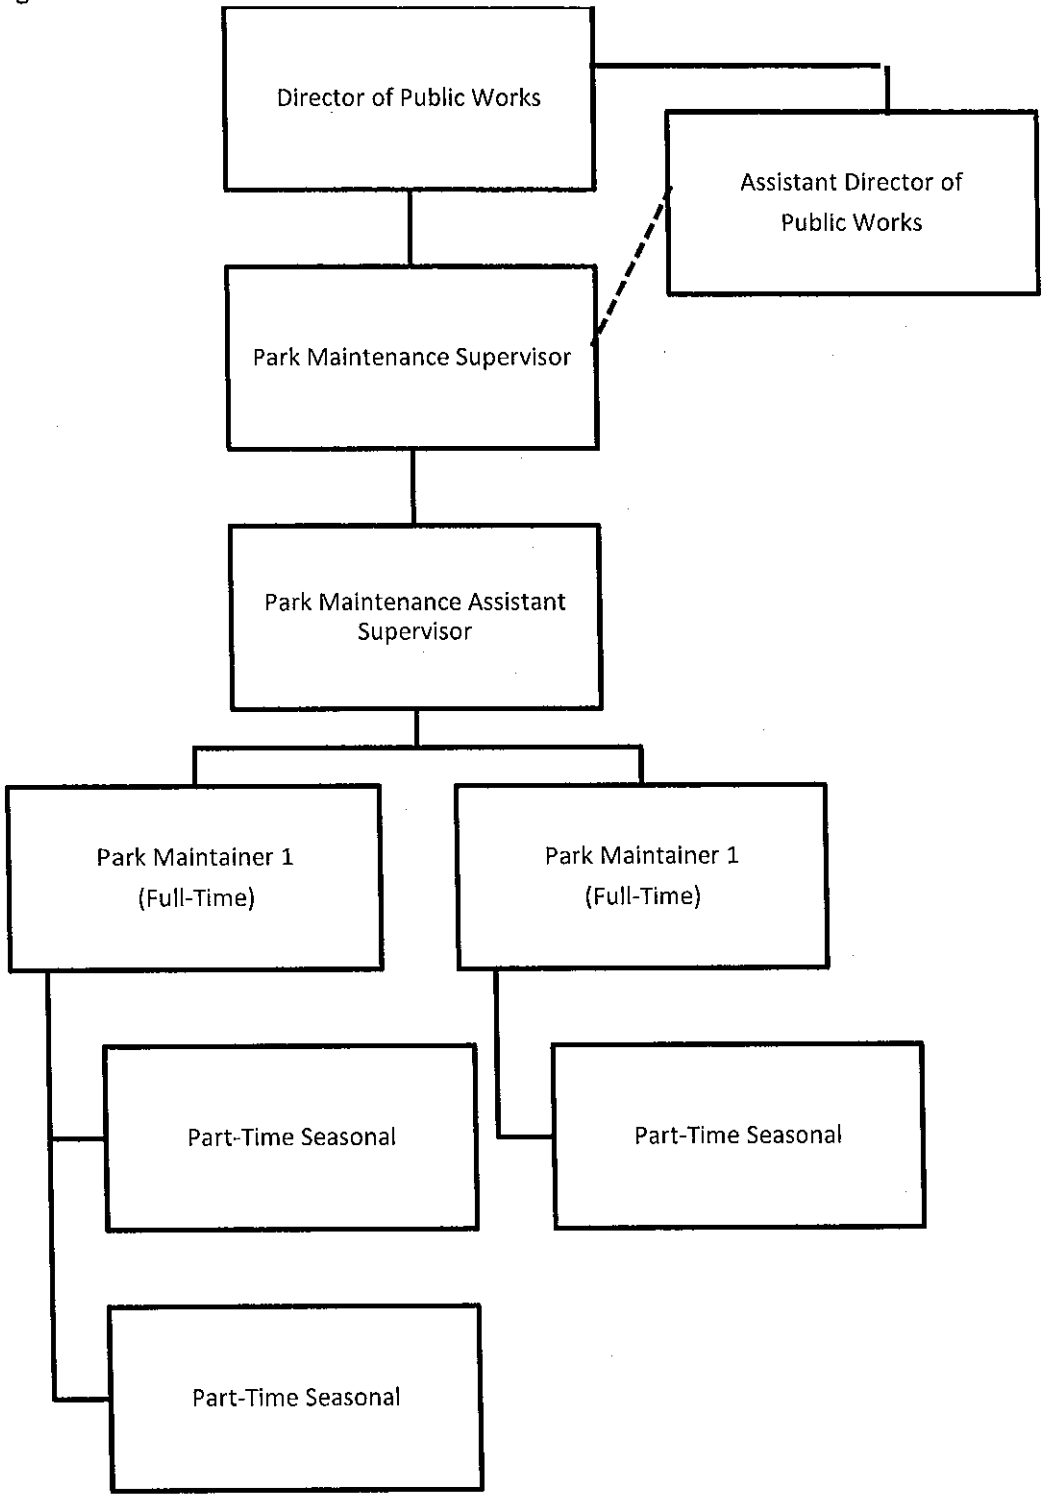 Director of Public Works
Assistant Director of
Public Works
Park Maintenance Supervisor
Park Maintenance Assistant
Supervisor
Park Maintainer 1
(Full-Time)
Park Maintainer 1
(Full-Time)
Part-Time Seasonal
Part-Time Seasonal
Part-Time Seasonal